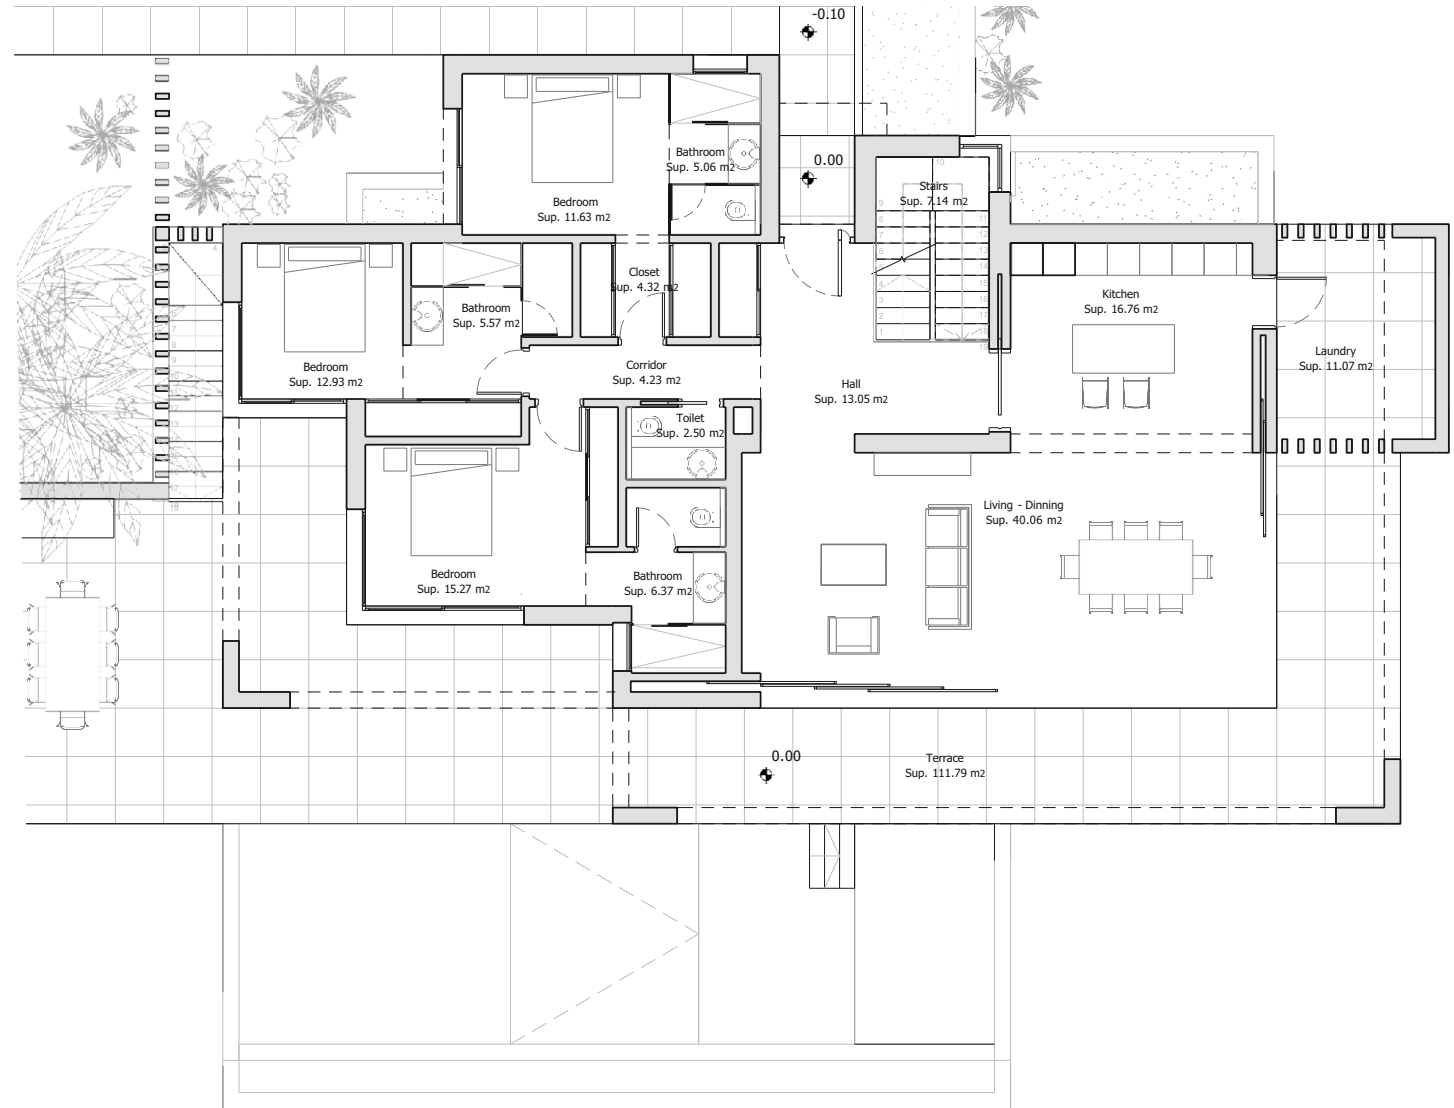 -0.10
0.00
Bathroom
Sup. 5.06 m2
Stairs
Sup. 7.14 m2
Bedroom
Sup. 11.63 m2
Closet
Sup. 4.32 m2
Bathroom
Sup. 5.57 m2
Kitchen
Sup. 16.76 m2
Bedroom
Sup. 12.93 m2
Corridor
Sup. 4.23 m2
Laundry
Sup. 11.07 m2
Hall
Sup. 13.05 m2
Toilet
Sup. 2.50 m2
Living - Dinning
Sup. 40.06 m2
Bedroom
Sup. 15.27 m2
Bathroom
Sup. 6.37 m2
0.00
Terrace
Sup. 111.79 m2